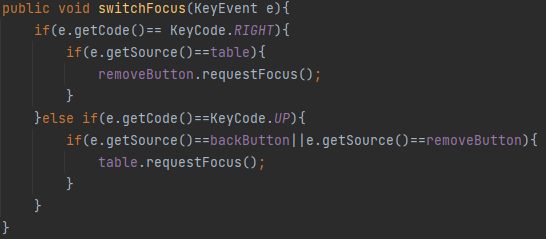 public void switchFocus(KeyEvent e){
    if(e.getCode()== KeyCode.RIGHT){
        if(e.getSource()==table){
            removeButton.requestFocus();
        }
    }else if(e.getCode()==KeyCode.UP){
        if(e.getSource()==backButton||e.getSource()==removeButton){
            table.requestFocus();
        }
    }
}